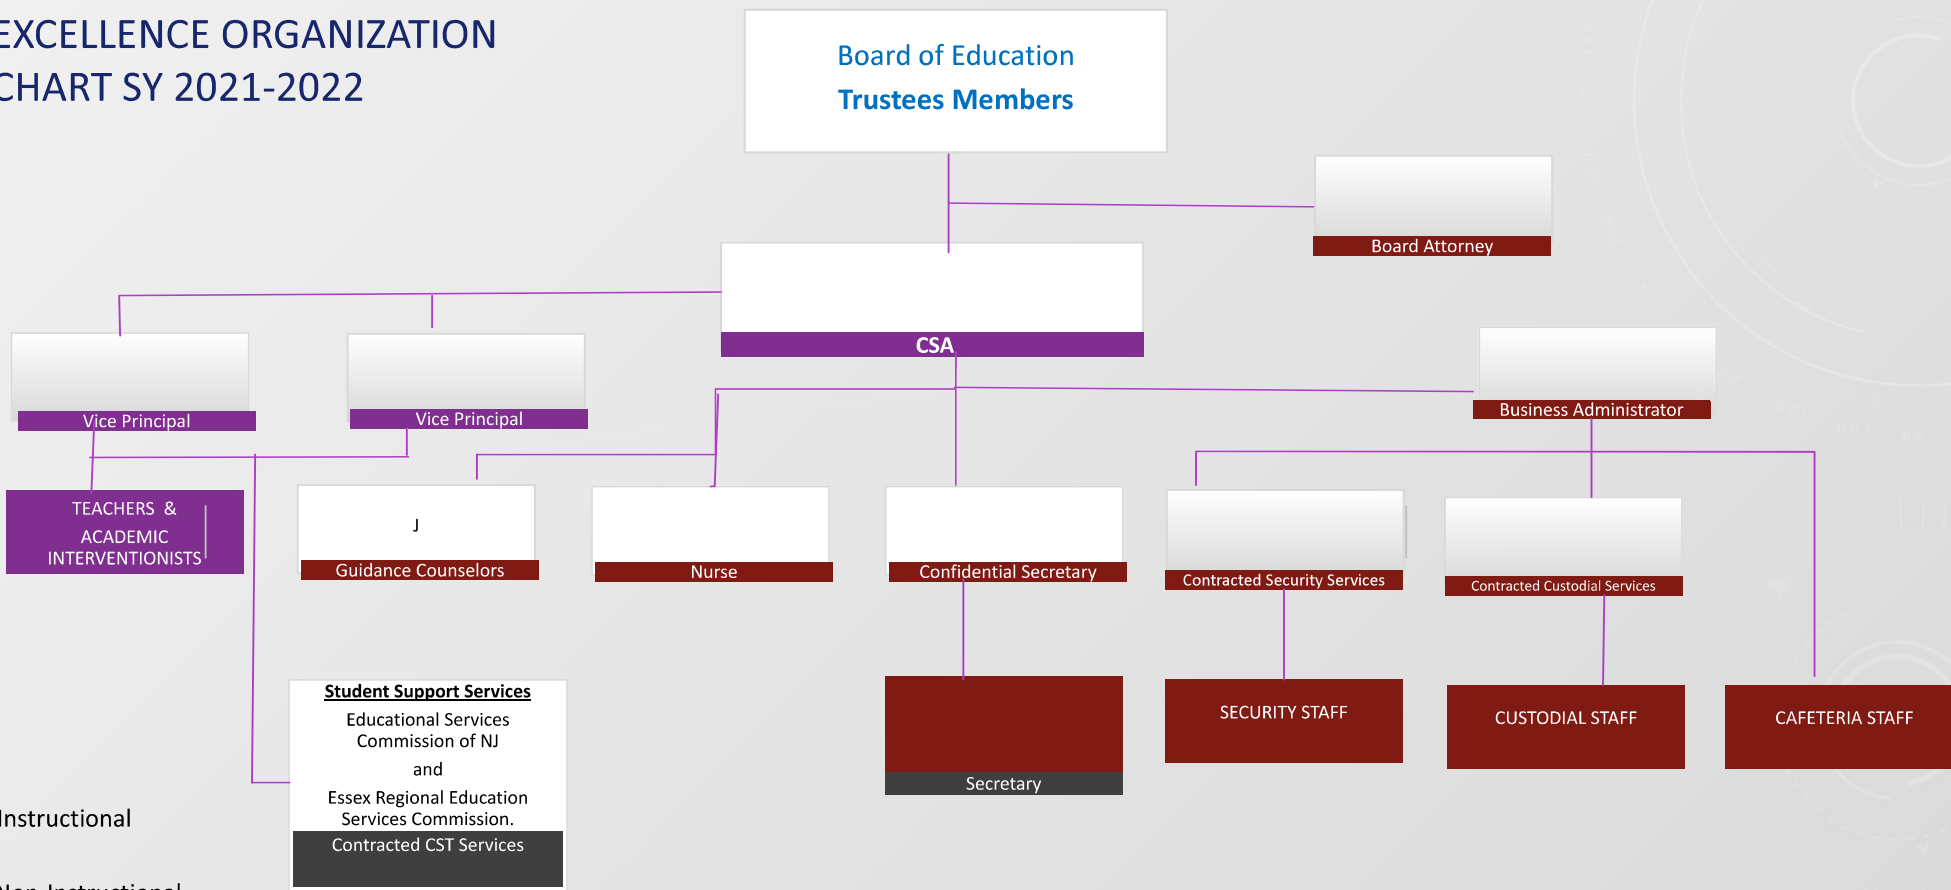 EXCELLENCE ORGANIZATION
CHART SY 2021-2022
Board of Education
Trustees Members
Board Attorney
CSA
Vice Principal
Vice Principal
Business Administrator
TEACHERS &
ACADEMIC
INTERVENTIONISTS
J
Guidance Counselors
Nurse
Confidential Secretary
Contracted Security Services
Contracted Custodial Services
Student Support Services
Educational Services
Commission of NJ
and
Essex Regional Education
Services Commission.
Contracted CST Services
Secretary
SECURITY STAFF
CUSTODIAL STAFF
CAFETERIA STAFF
Instructional
Non-Instructional